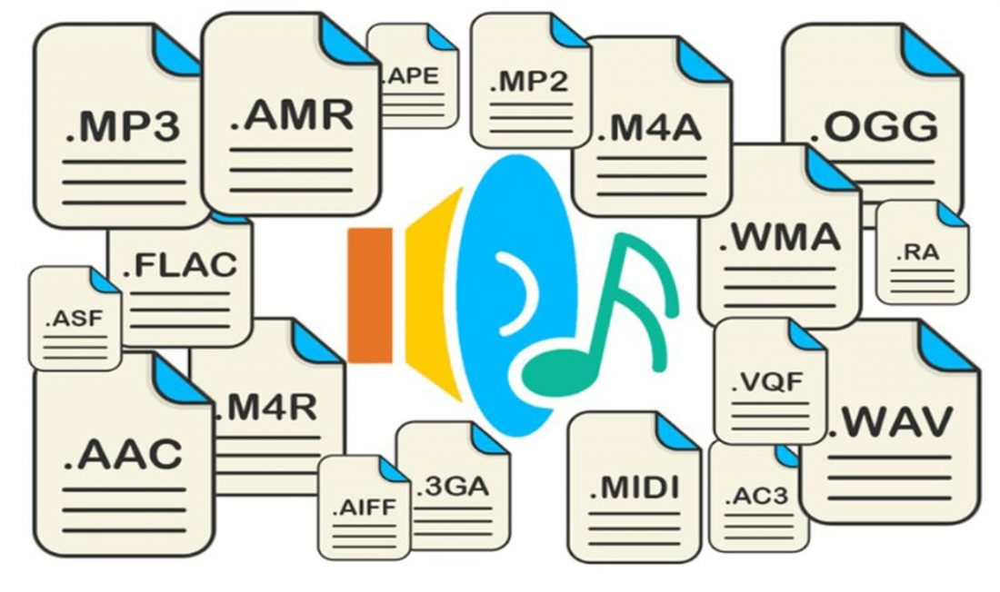 .MP3
.AMR
.APE
.MP2
.M4A
.OGG
.FLAC
.WMA
.RA
.ASF
.M4R
.VQF
.WAV
.AAC
.AIFF
.3GA
.MIDI
.AC3